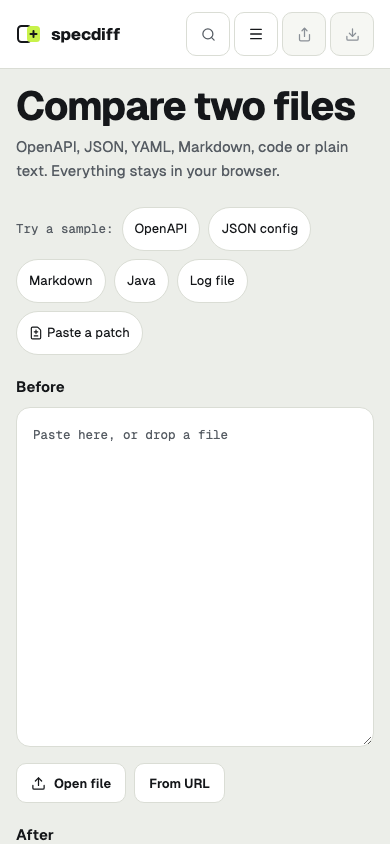 specdiff
Compare two files
OpenAPI, JSON, YAML, Markdown, code or plain
text. Everything stays in your browser.
Try a sample: OpenAPI JSON config
Markdown Java Log file
Paste a patch
Before
Paste here, or drop a file
Open file From URL
After